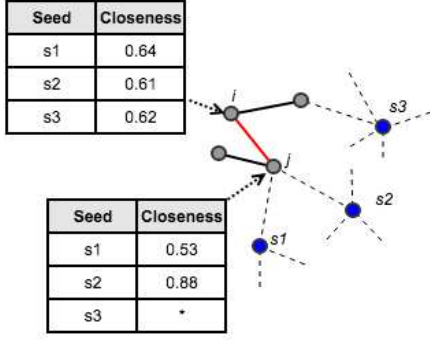 Seed Closeness
s1 0.64
s2 0.61
s3 0.62
i
s3
j
s2
s1
Seed Closeness
s1 0.53
s2 0.88
s3 *